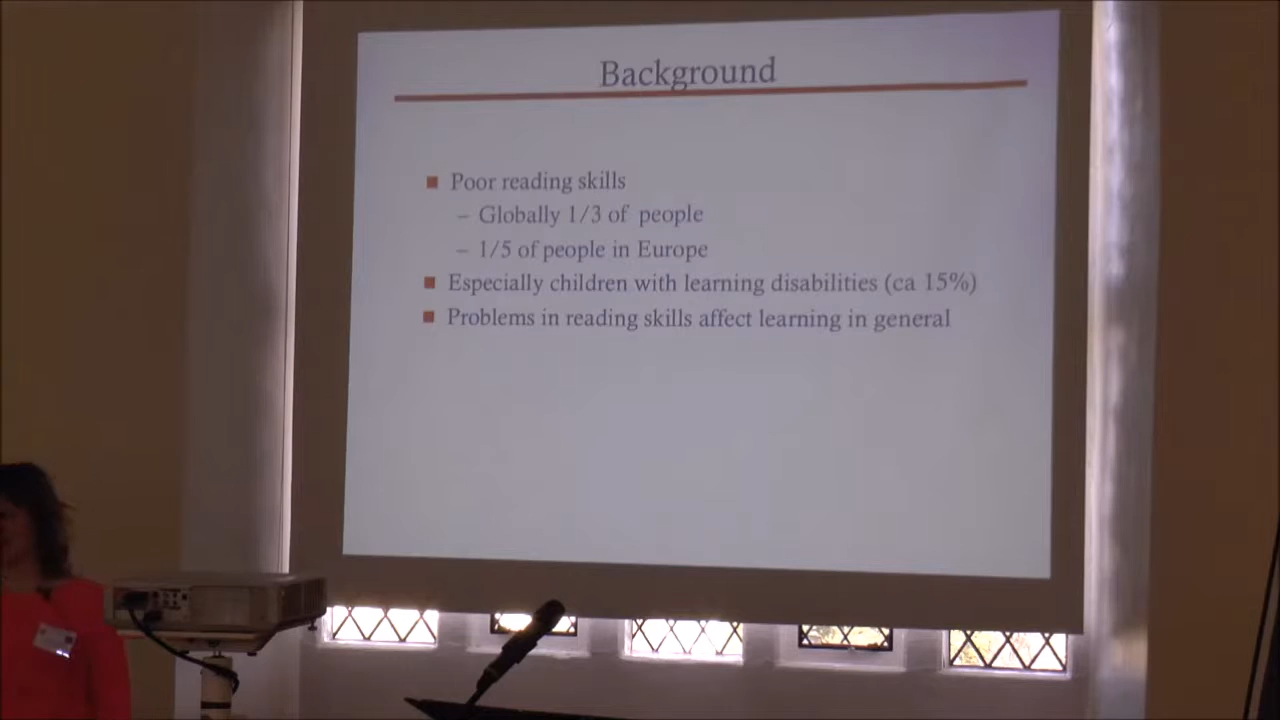 Background
■ Poor reading skills
– Globally 1/3 of people
– 1/5 of people in Europe
■ Especially children with learning disabilities (ca 15%)
■ Problems in reading skills affect learning in general